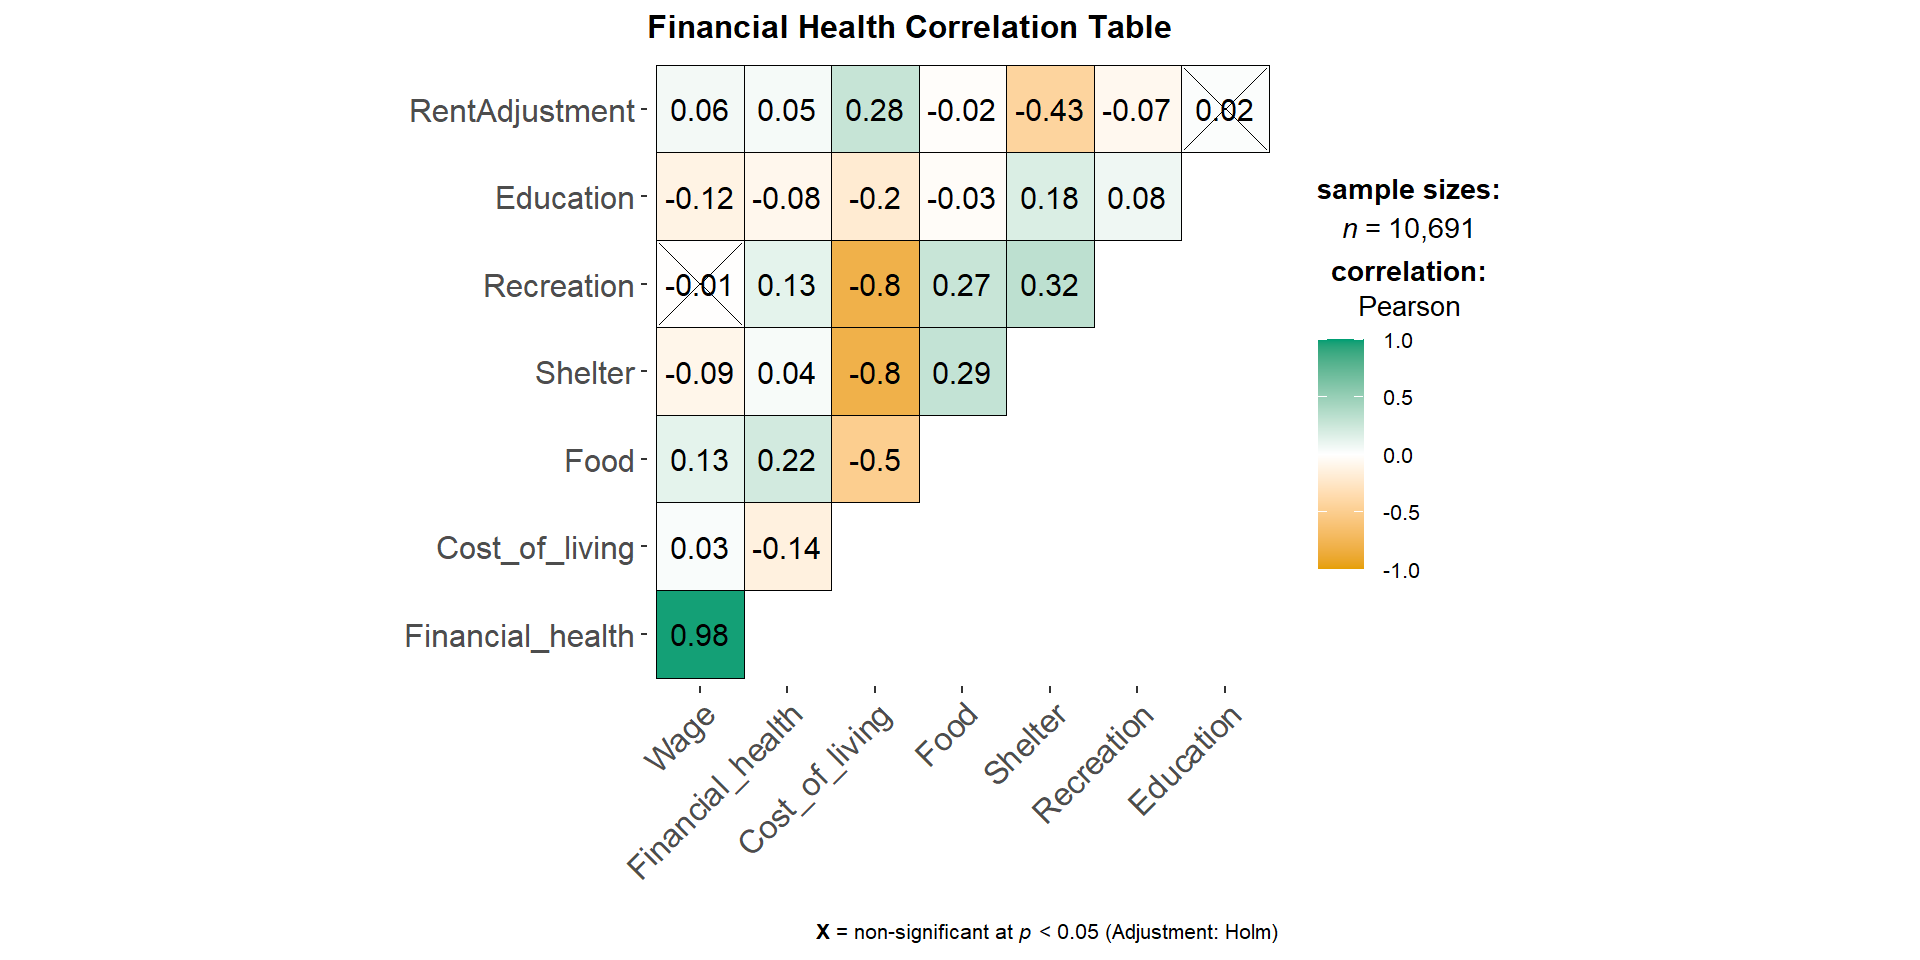 Financial Health Correlation Table
RentAdjustment 0.06 0.05 0.28 -0.02 -0.43 -0.07 0.02
Education -0.12 -0.08 -0.2 -0.03 0.18 0.08
Recreation -0.01 0.13 -0.8 0.27 0.32
Shelter -0.09 0.04 -0.8 0.29
Food 0.13 0.22 -0.5
Cost_of_living 0.03 -0.14
Financial_health 0.98
Wage Financial_health Cost_of_living Food Shelter Recreation Education
sample sizes:
n = 10,691
correlation:
Pearson
1.0
0.5
0.0
-0.5
-1.0
X = non-significant at p < 0.05 (Adjustment: Holm)